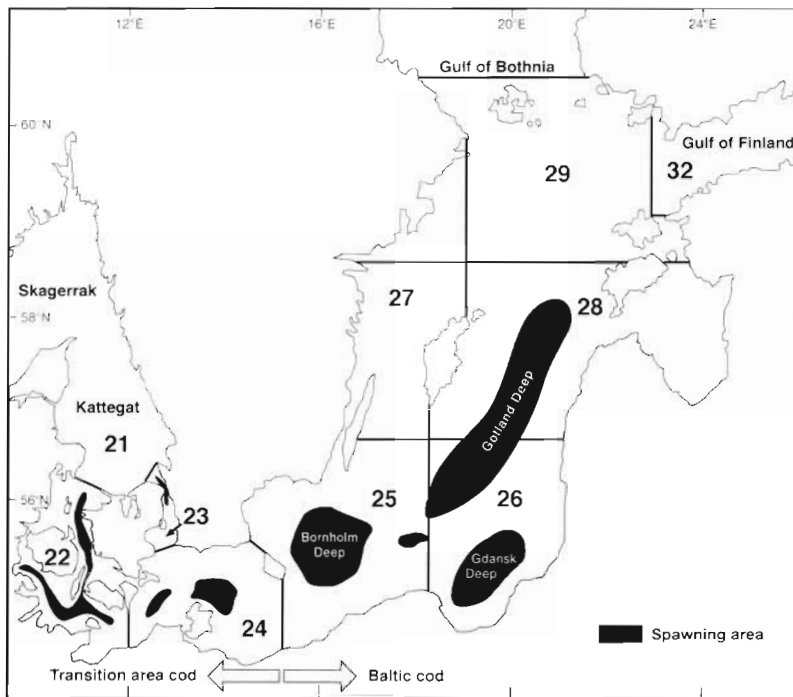 12°E
16°E
20°E
24°E
Gulf of Bothnia
60°N
Gulf of Finland
29
32
Skagerrak
27
28
58°N
Gotland Deep
Kattegat
21
56°N
25
26
23
Bornholm
Deep
22
Gdansk
Deep
24
Spawning area
Transition area cod
Baltic cod